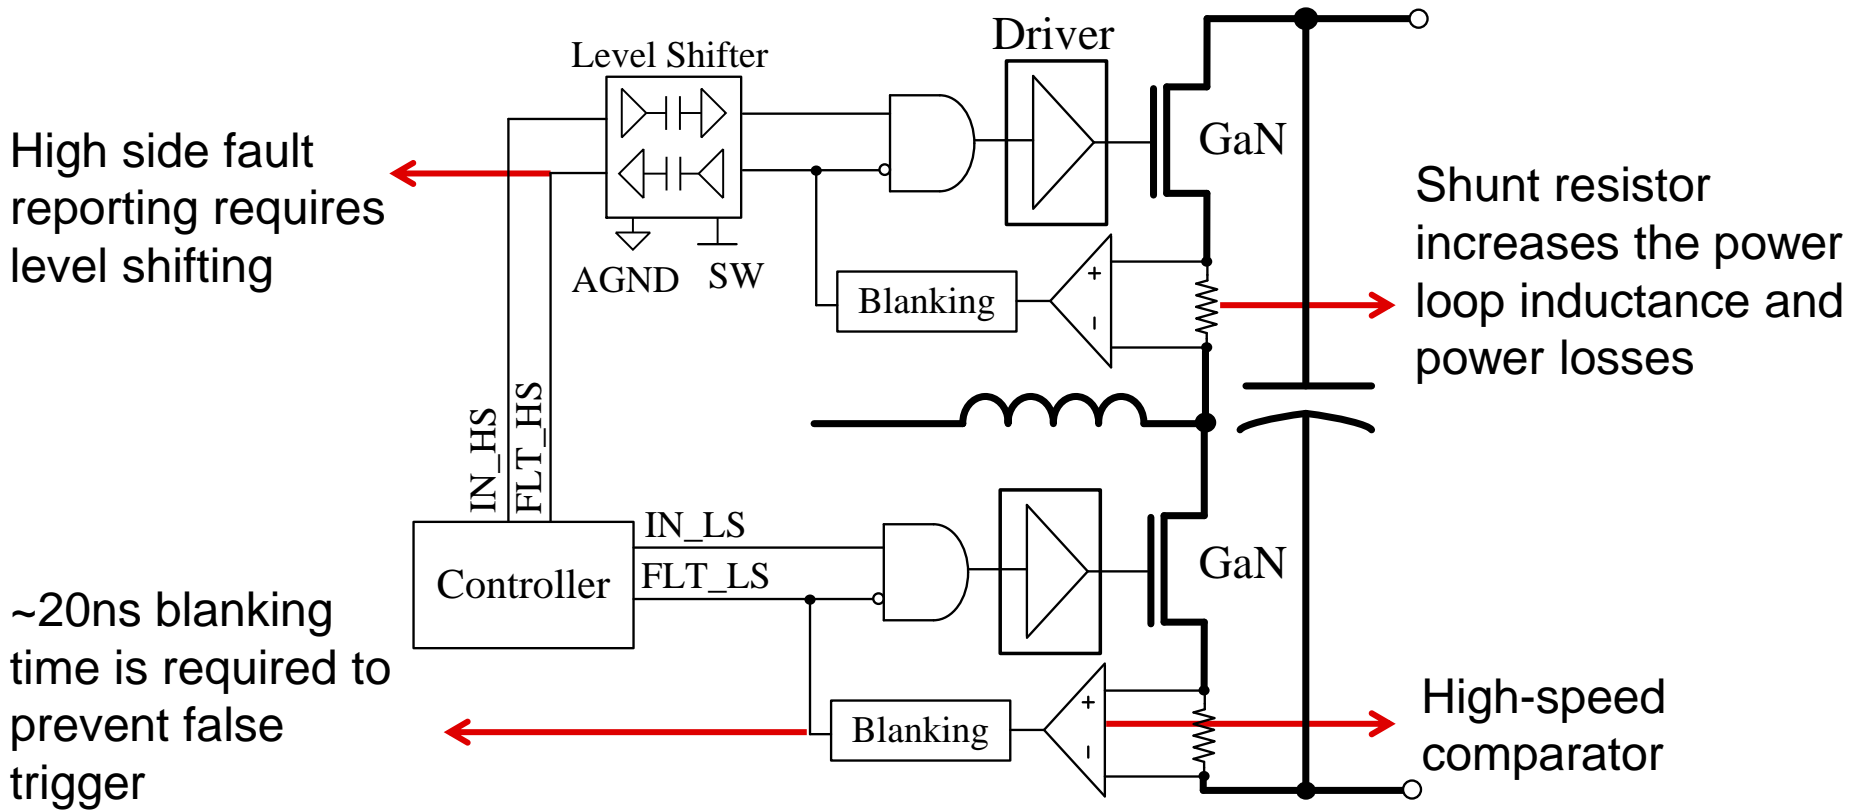 Driver
Level Shifter
High side fault
reporting requires
level shifting
GaN
Shunt resistor
increases the power
loop inductance and
power losses
AGND
SW
Blanking
+
–
IN_HS
FLT_HS
IN_LS
FLT_LS
Controller
GaN
~20ns blanking
time is required to
prevent false
trigger
Blanking
+
–
High-speed
comparator